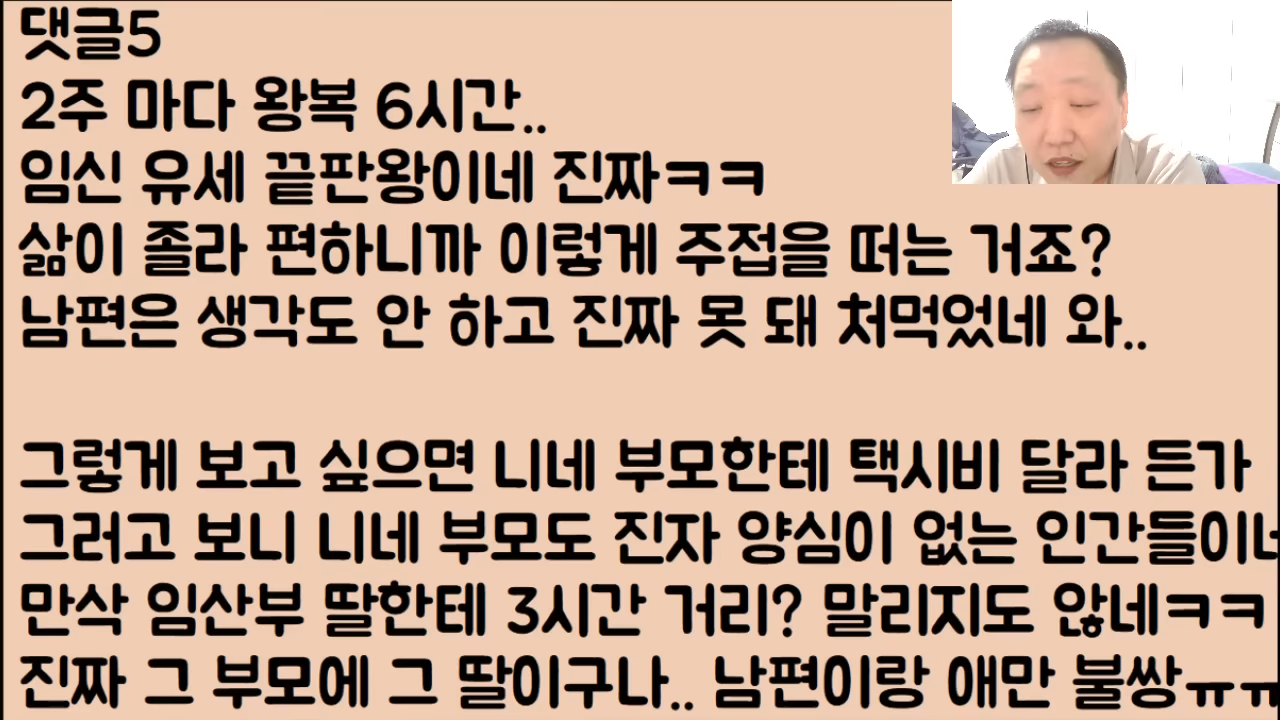 댓글5
2주 마다 왕복 6시간..
임신 유세 끝판왕이네 진짜ㅋㅋ
삶이 졸라 편하니까 이렇게 주접을 떠는 거죠?
남편은 생각도 안 하고 진짜 못 돼 처먹었네 와..
그렇게 보고 싶으면 니네 부모한테 택시비 달라 든가
그러고 보니 니네 부모도 진자 양심이 없는 인간들이네
만삭 임산부 딸한테 3시간 거리? 말리지도 않네ㅋㅋ
진짜 그 부모에 그 딸이구나.. 남편이랑 애만 불쌍ㅠㅠ